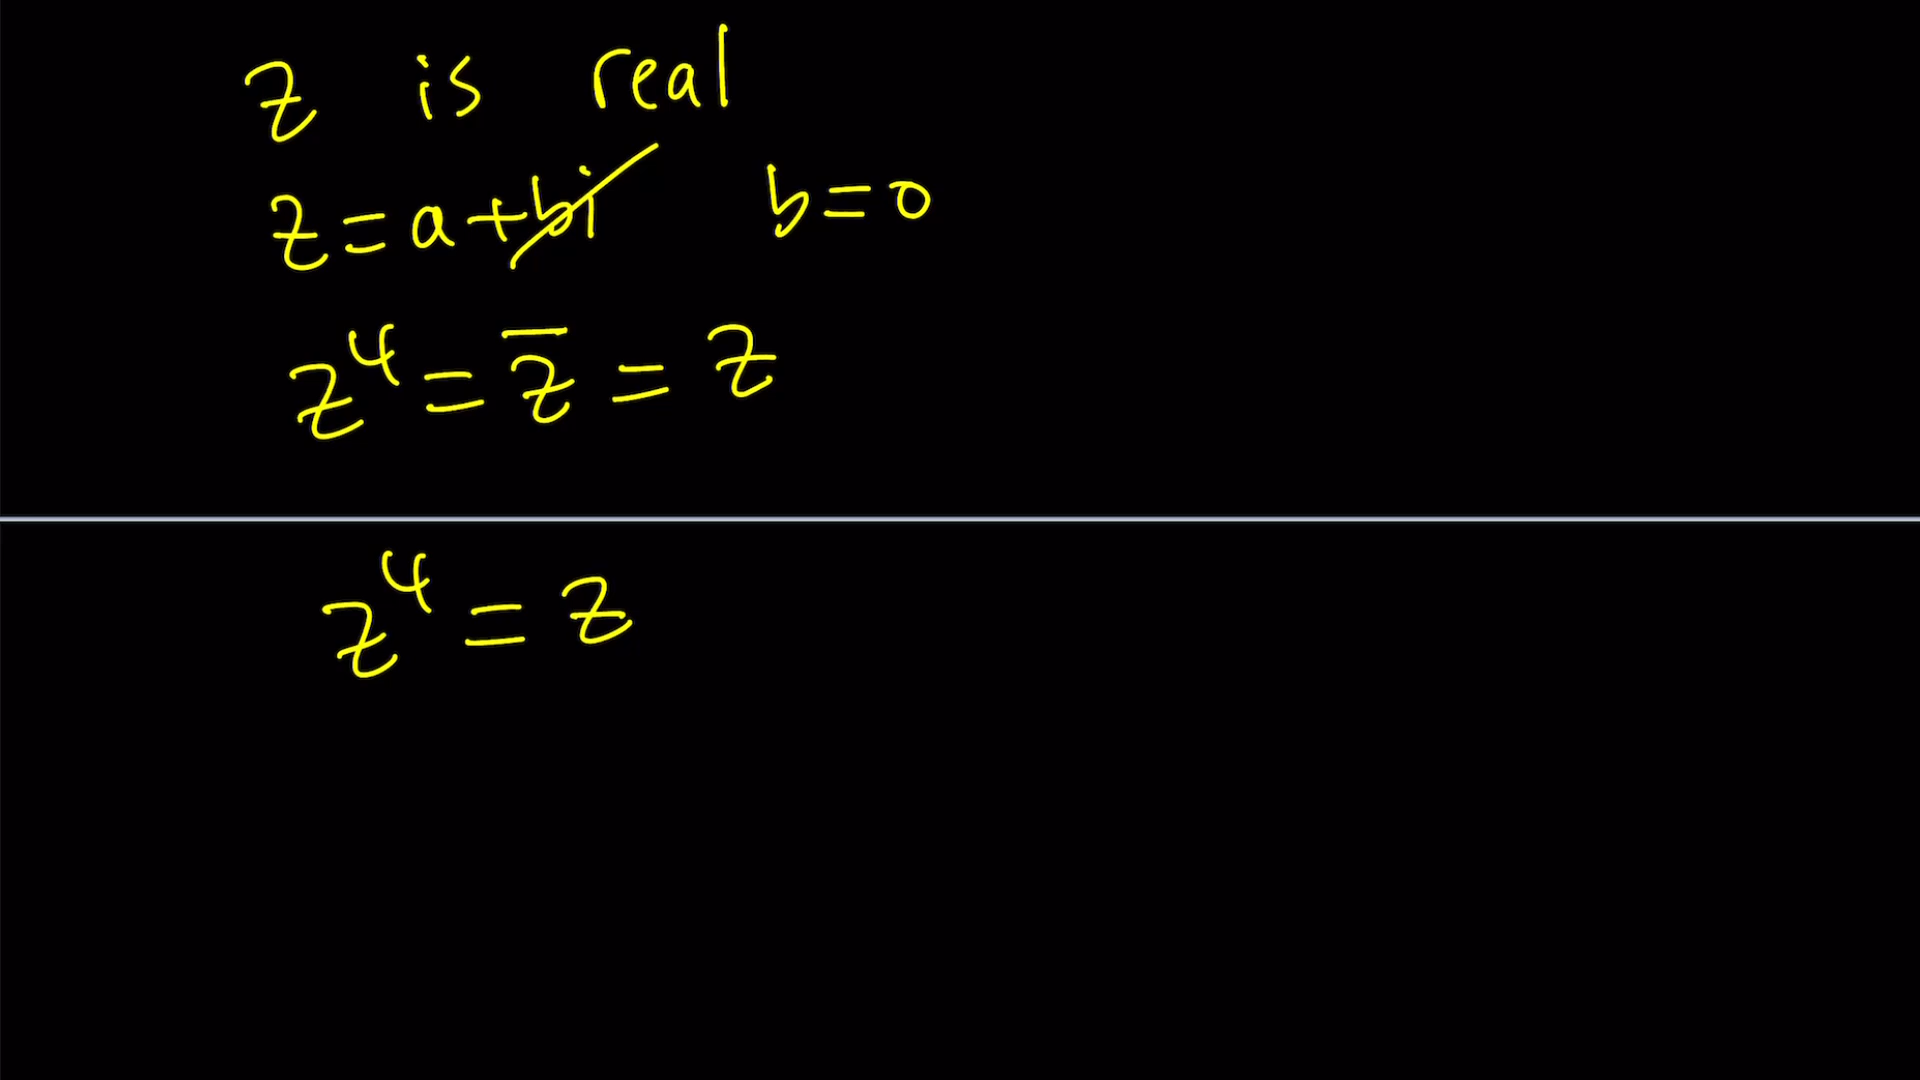 z is real
z = a + bi b = 0
z⁴ = z̅ = z
z⁴ = z